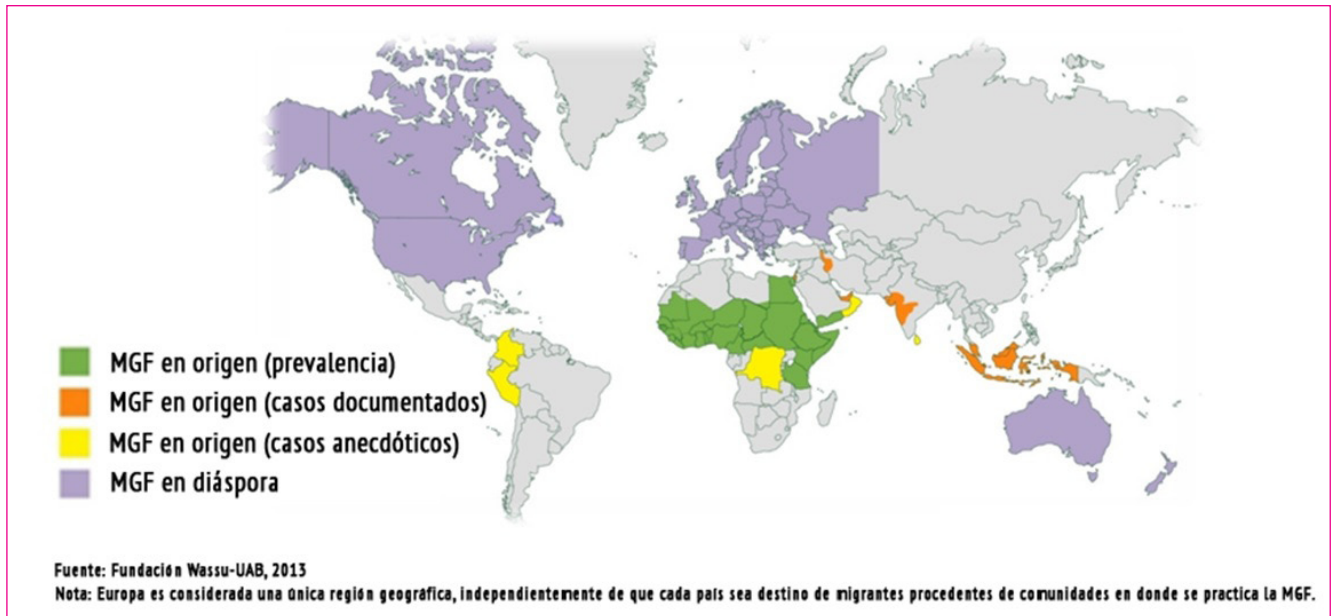 MGF en origen (prevalencia)
MGF en origen (casos documentados)
MGF en origen (casos anecdóticos)
MGF en diáspora
Fuente: Fundación Wassu-UAB, 2013
Nota: Europa es considerada una única región geográfica, independientemente de que cada país sea destino de migrantes procedentes de comunidades en donde se practica la MGF.